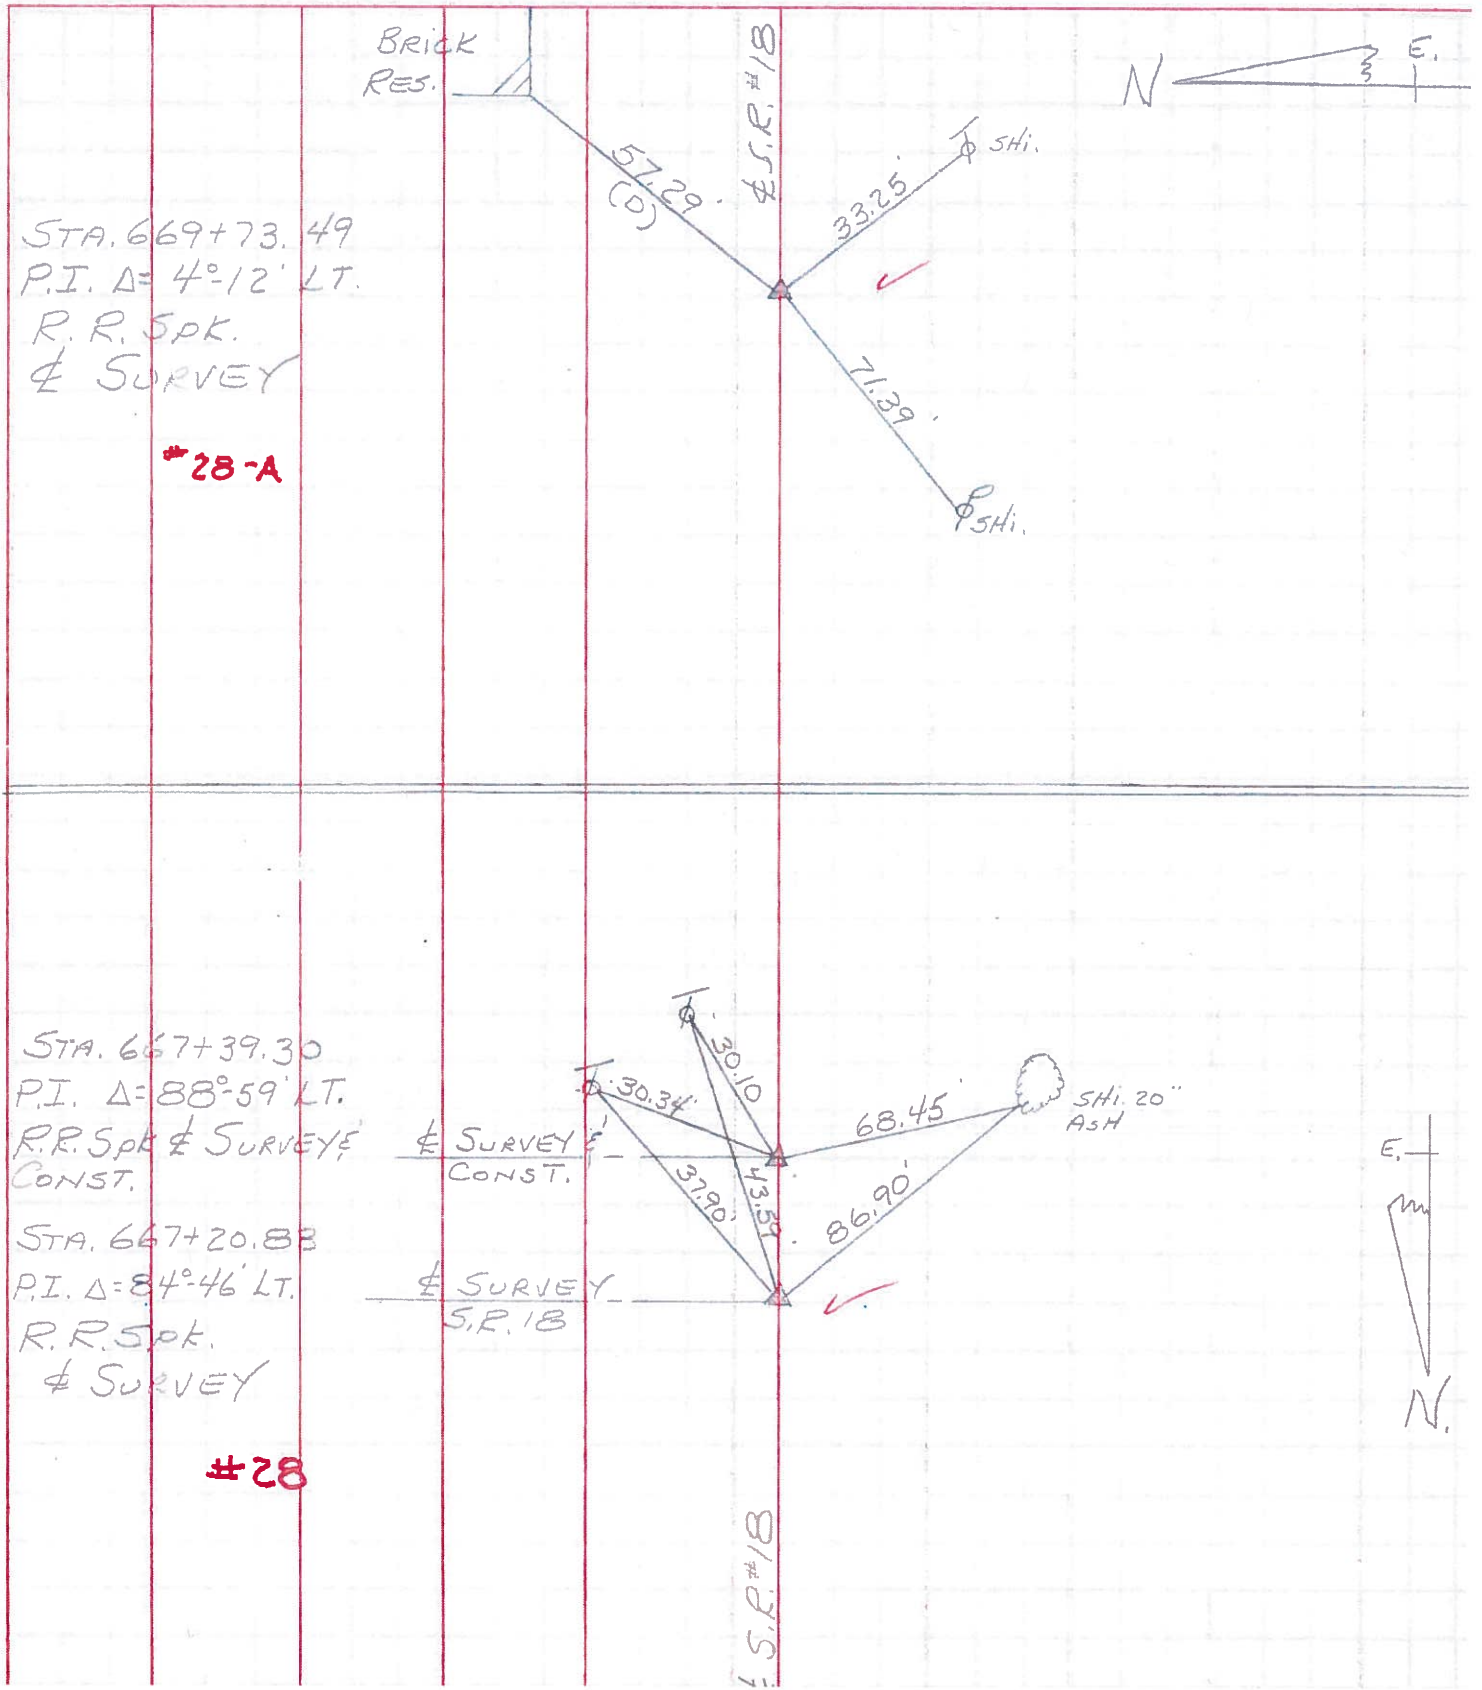 BRICK
RES.
℄ S.R. #18
N
E.
57.29'
(O)
33.25'
SHi.
STA. 669+73.49
P.I. Δ= 4°-12' LT.
R.R. Spk.
℄ SURVEY
71.39'
SHi.
#28-A
STA. 667+39.30
P.I. Δ=88°-59' LT.
R.R. Spk ℄ SURVEY &
CONST.
℄ SURVEY &
CONST.
30.10'
30.34'
68.45'
SHi. 20"
ASH
37.90'
43.59'
86.90'
E.
N.
STA. 667+20.83
P.I. Δ=84°-46' LT.
R.R. Spk.
℄ SURVEY
℄ SURVEY
S.R. 18
#28
℄ S.R. #18